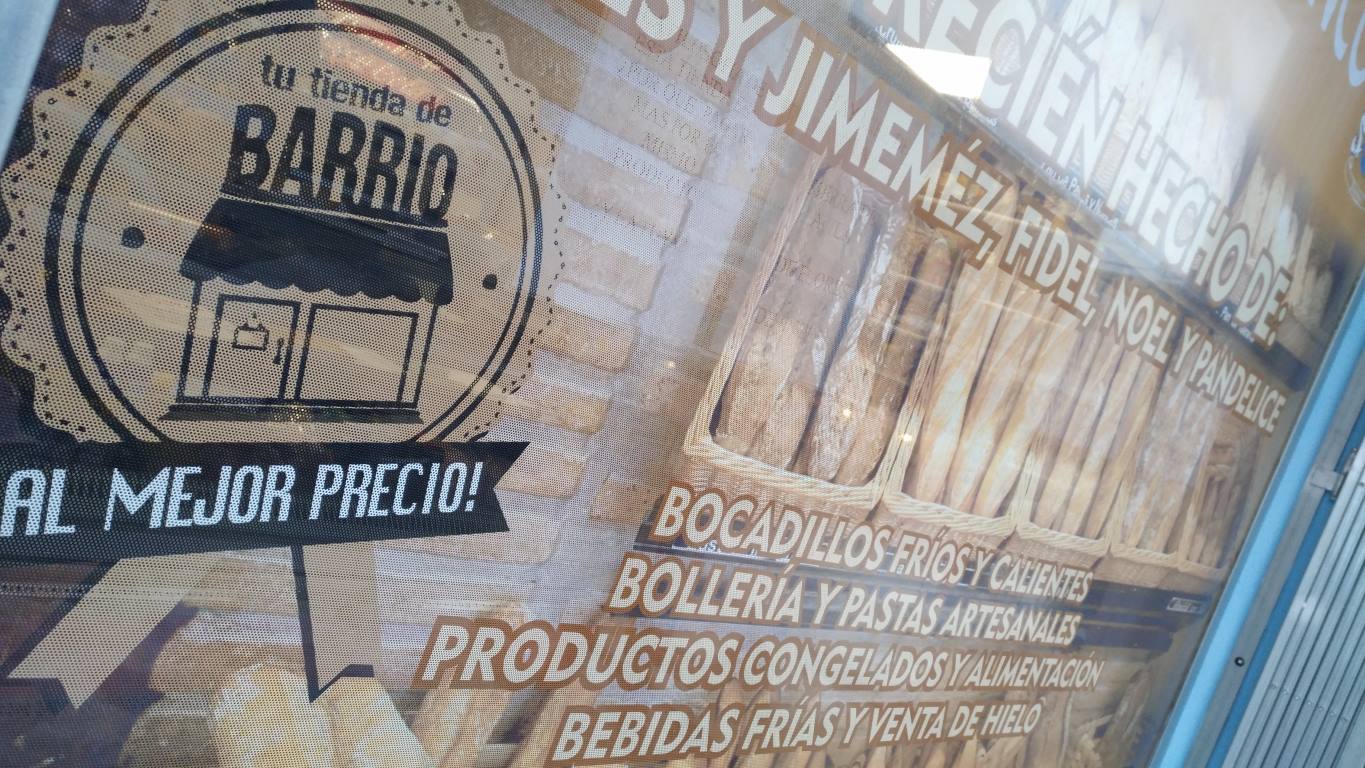 tu tienda de
BARRIO
AL MEJOR PRECIO!
RECIÉN HECHO DE:
ES Y JIMEMÉZ, FIDEL, NOEL Y PANDELICE
BOCADILLOS FRÍOS Y CALIENTES
BOLLERÍA Y PASTAS ARTESANALES
PRODUCTOS CONGELADOS Y ALIMENTACIÓN
BEBIDAS FRÍAS Y VENTA DE HIELO